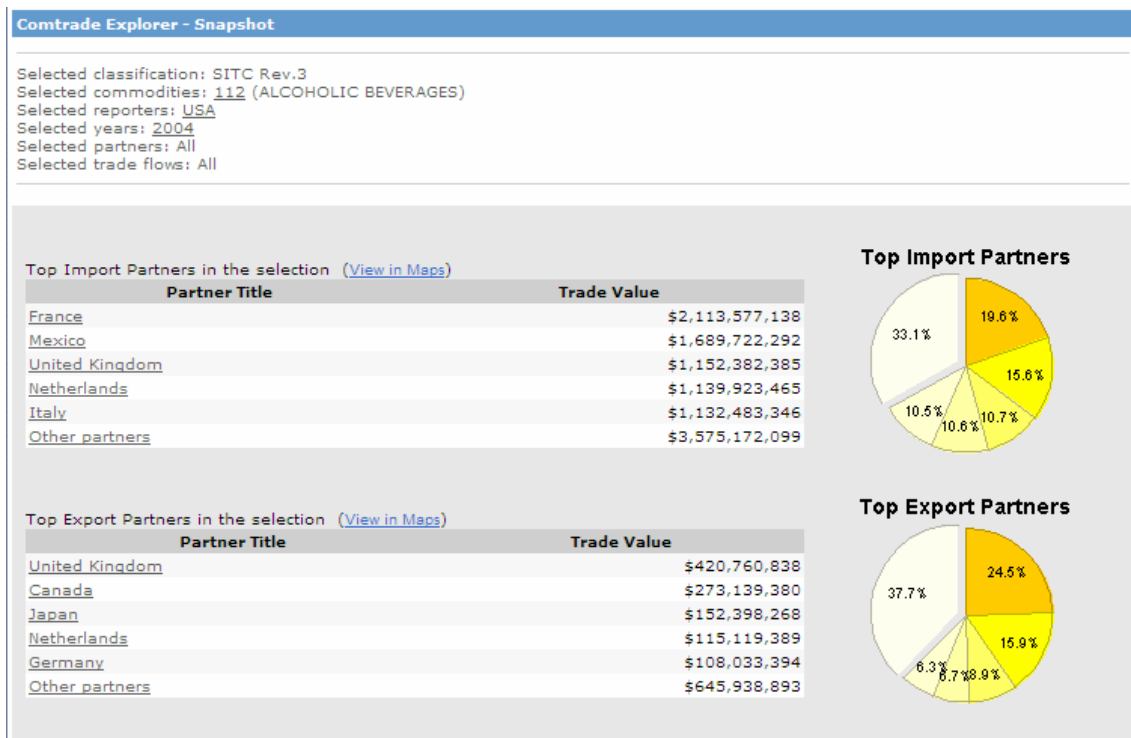 Comtrade Explorer - Snapshot
Selected classification: SITC Rev.3
Selected commodities: 112 (ALCOHOLIC BEVERAGES)
Selected reporters: USA
Selected years: 2004
Selected partners: All
Selected trade flows: All
Top Import Partners in the selection (View in Maps)
Partner Title Trade Value
France $2,113,577,138
Mexico $1,689,722,292
United Kingdom $1,152,382,385
Netherlands $1,139,923,465
Italy $1,132,483,346
Other partners $3,575,172,099
Top Import Partners
19.6%
33.1%
15.6%
10.5% 10.6% 10.7%
Top Export Partners in the selection (View in Maps)
Partner Title Trade Value
United Kingdom $420,760,838
Canada $273,139,380
Japan $152,398,268
Netherlands $115,119,389
Germany $108,033,394
Other partners $645,938,893
Top Export Partners
24.5%
37.7%
15.9%
6.3% 6.7% 8.9%